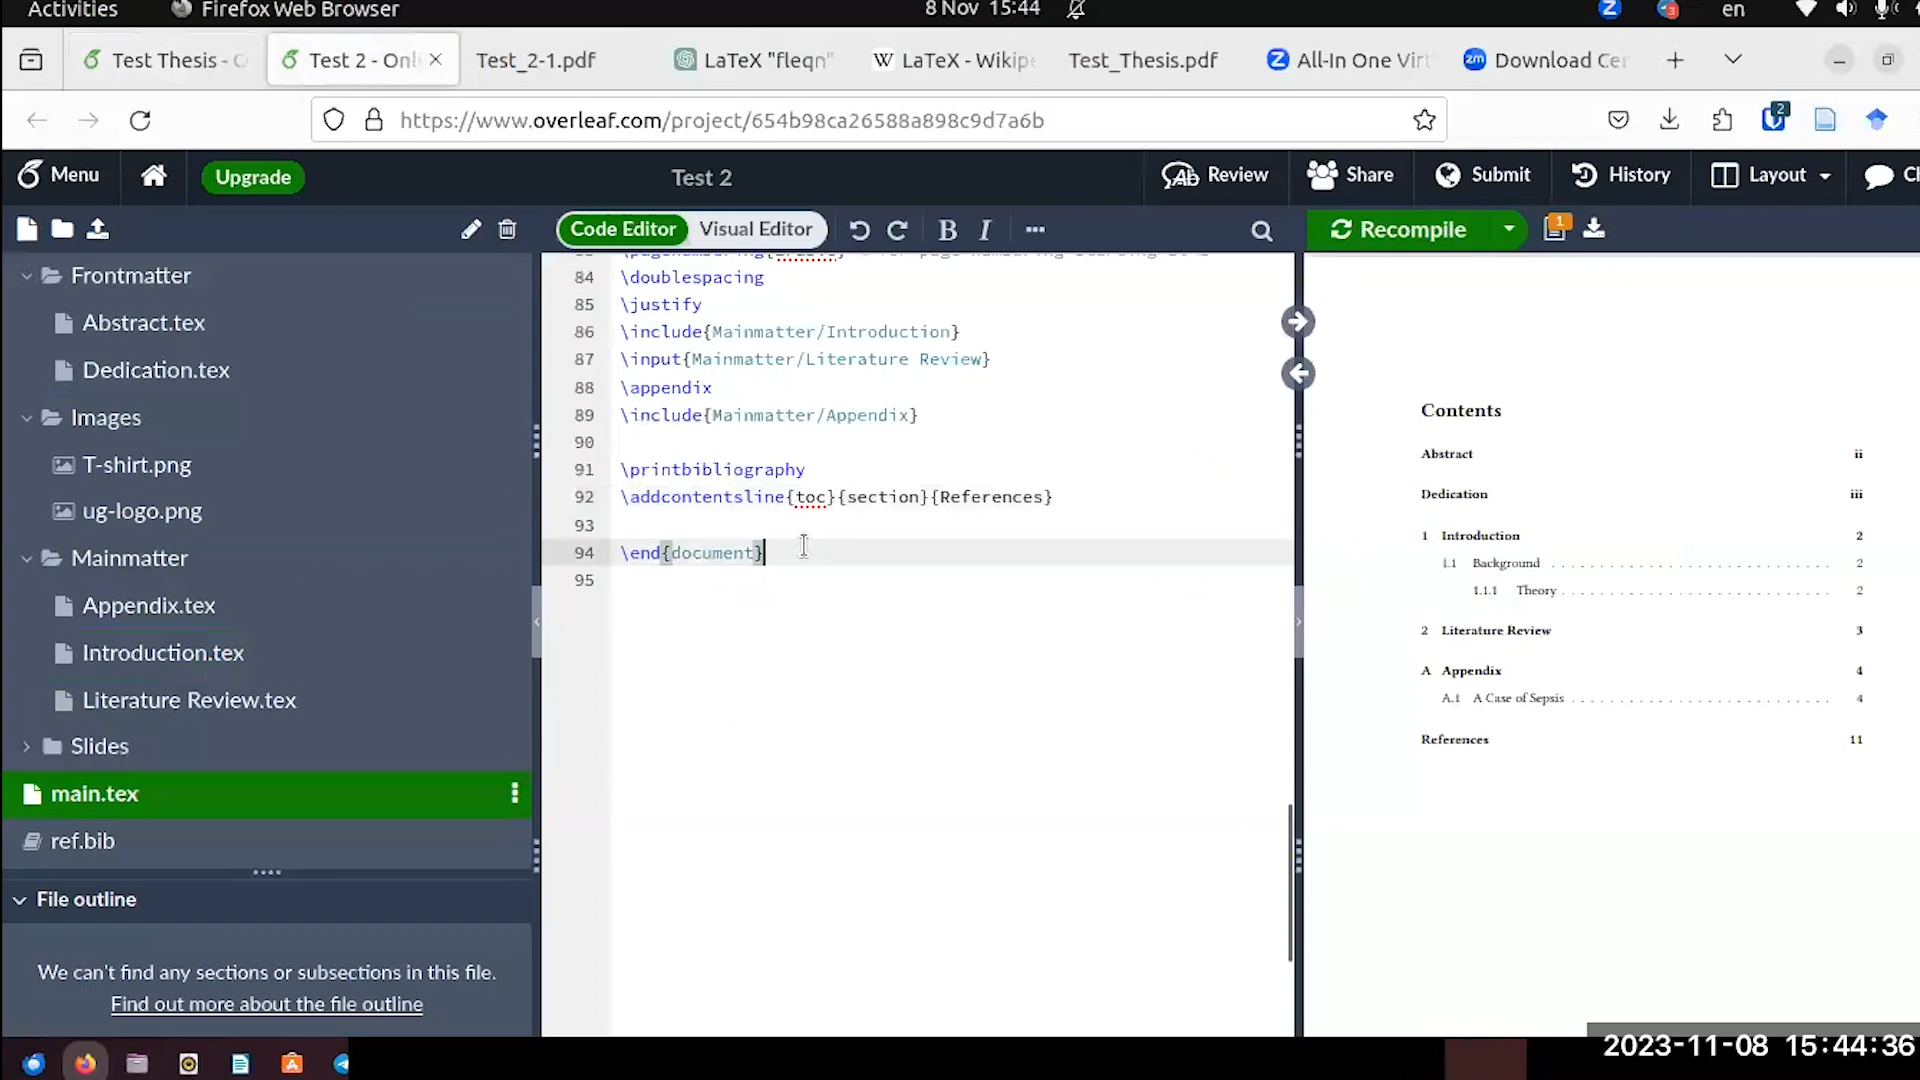 Activities Firefox Web Browser 8 Nov 15:44 en
Test Thesis - O Test 2 - Onl Test_2-1.pdf LaTeX "fleqn" W LaTeX - Wikipe Test_Thesis.pdf Z All-In One Virt zm Download Cer
https://www.overleaf.com/project/654b98ca26588a898c9d7a6b 2
Menu Upgrade Test 2 Review Share Submit History Layout Ch
Code Editor Visual Editor B I Recompile 1
Frontmatter
Abstract.tex
Dedication.tex
Images
T-shirt.png
ug-logo.png
Mainmatter
Appendix.tex
Introduction.tex
Literature Review.tex
Slides
main.tex
ref.bib
File outline
We can't find any sections or subsections in this file.
Find out more about the file outline
84 \doublespacing
85 \justify
86 \include{Mainmatter/Introduction}
87 \input{Mainmatter/Literature Review}
88 \appendix
89 \include{Mainmatter/Appendix}
90
91 \printbibliography
92 \addcontentsline{toc}{section}{References}
93
94 \end{document}
95
Contents
Abstract ii
Dedication iii
1 Introduction 2
1.1 Background 2
1.1.1 Theory 2
2 Literature Review 3
A Appendix 4
A.1 A Case of Sepsis 4
References 11
2023-11-08 15:44:36